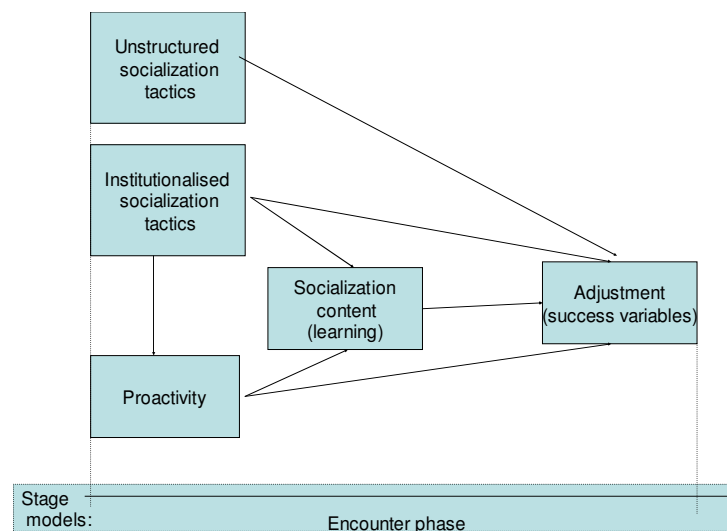 Unstructured
socialization
tactics
Institutionalised
socialization
tactics
Socialization
content
(learning)
Adjustment
(success variables)
Proactivity
Stage
models:
Encounter phase